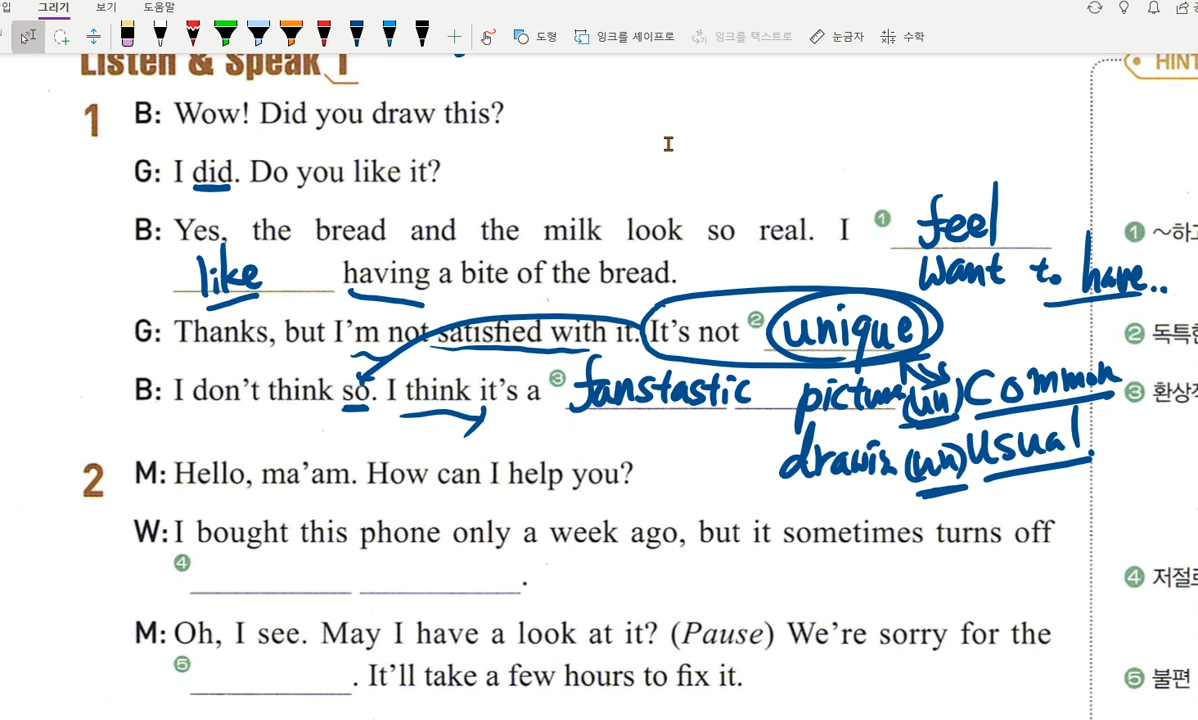 그리기 보기 도움말
도형 잉크를 셰이프로 잉크를 텍스트로 눈금자 수학
Listen & Speak 1
HINT
1 B: Wow! Did you draw this?
G: I did. Do you like it?
B: Yes, the bread and the milk look so real. I ① feel
like having a bite of the bread.
want to have..
① ~하고
G: Thanks, but I'm not satisfied with it. It's not ② unique
② 독특한
B: I don't think so. I think it's a ③ fanstastic picture
(un) Common
③ 환상적
(un) usual
2 M: Hello, ma'am. How can I help you?
W: I bought this phone only a week ago, but it sometimes turns off
④ .
④ 저절로
M: Oh, I see. May I have a look at it? (Pause) We're sorry for the
⑤ . It'll take a few hours to fix it.
⑤ 불편